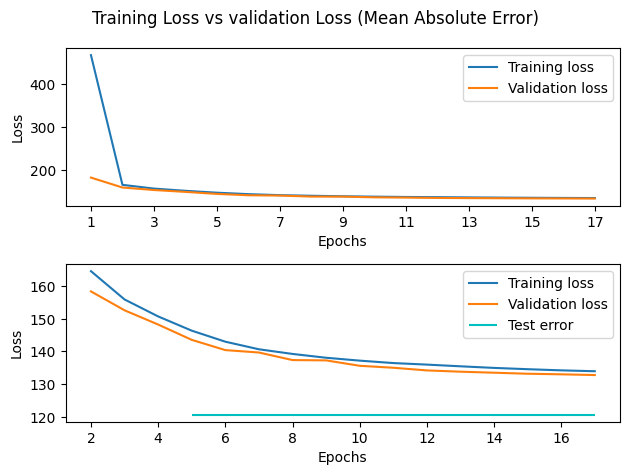 Training Loss vs validation Loss (Mean Absolute Error)
400
300
200
Loss
Training loss
Validation loss
1 3 5 7 9 11 13 15 17
Epochs
160
150
140
130
120
Loss
Training loss
Validation loss
Test error
2 4 6 8 10 12 14 16
Epochs